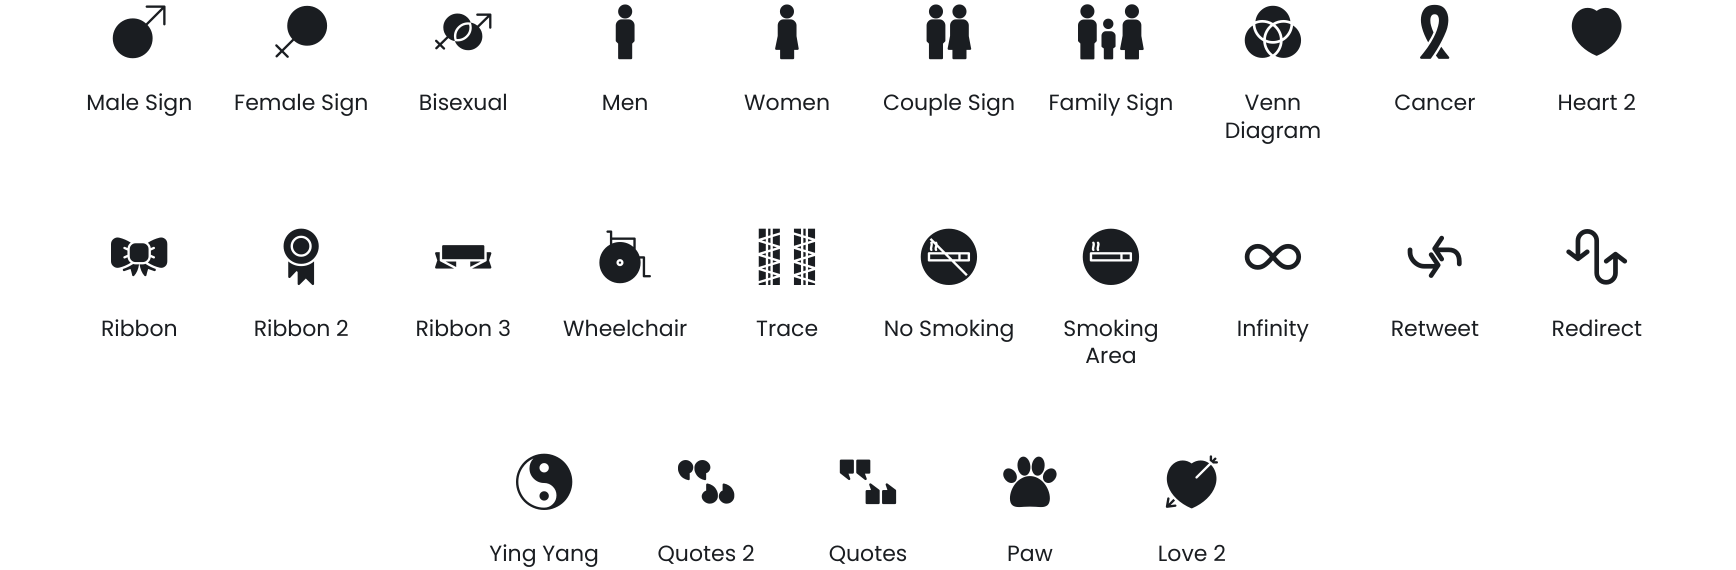 Male Sign
Female Sign
Bisexual
Men
Women
Couple Sign
Family Sign
Venn
Diagram
Cancer
Heart 2
Ribbon
Ribbon 2
Ribbon 3
Wheelchair
Trace
No Smoking
Smoking
Area
Infinity
Retweet
Redirect
Ying Yang
Quotes 2
Quotes
Paw
Love 2